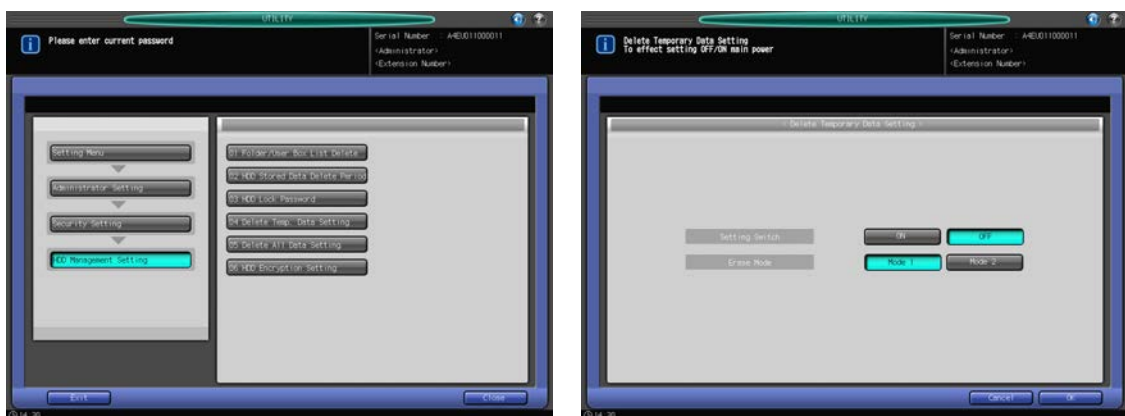 UTILITY
Please enter current password
Serial Number : A4EU011000011
<Administrator>
<Extension Number>
Setting Menu
Administrator Setting
Security Setting
HDD Management Setting
01 Folder/User Box List Delete
02 HDD Stored Data Delete Period
03 HDD Lock Password
04 Delete Temp. Data Setting
05 Delete All Data Setting
06 HDD Encryption Setting
Exit
Close
14:20
UTILITY
Delete Temporary Data Setting
To effect setting OFF/ON main power
Serial Number : A4EU011000011
<Administrator>
<Extension Number>
- Delete Temporary Data Setting -
Setting Switch
ON
OFF
Erase Mode
Mode 1
Mode 2
Cancel
OK
14:20